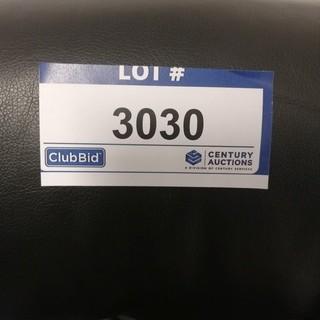 LOT #
3030
ClubBid
CENTURY
AUCTIONS
A DIVISION OF CENTURY SERVICES